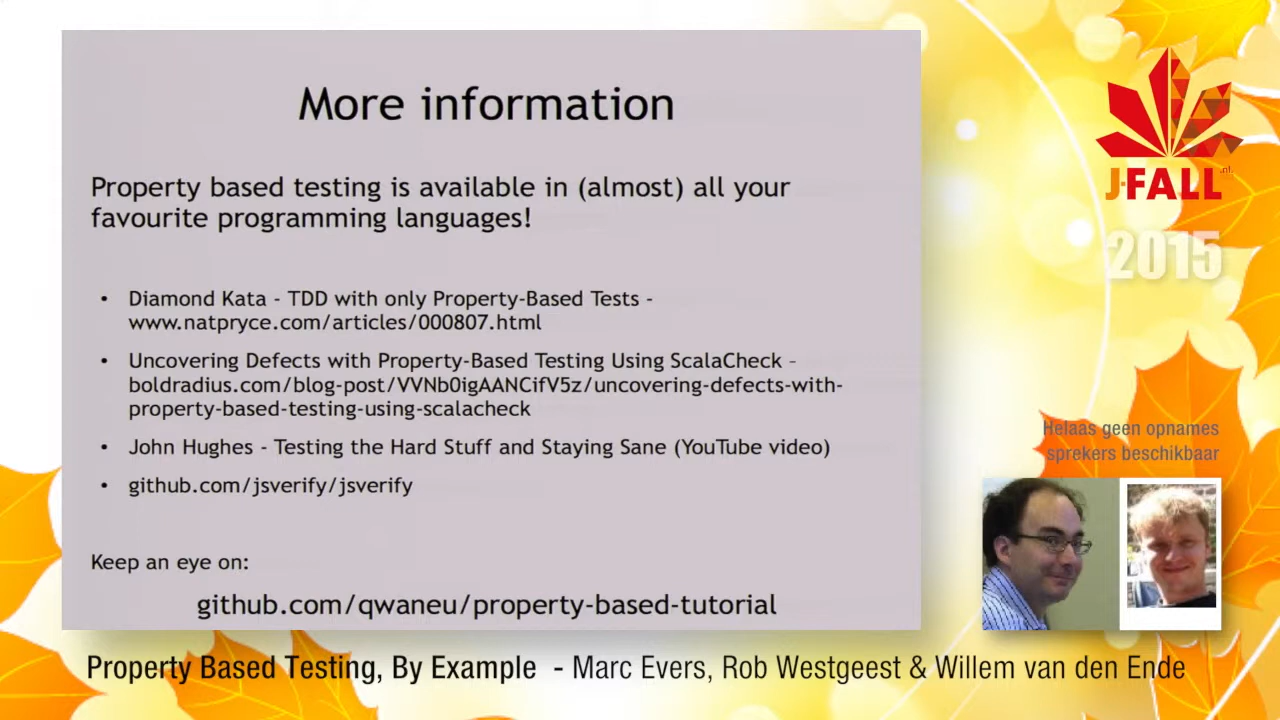 More information
Property based testing is available in (almost) all your
favourite programming languages!
• Diamond Kata - TDD with only Property-Based Tests -
www.natpryce.com/articles/000807.html
• Uncovering Defects with Property-Based Testing Using ScalaCheck –
boldradius.com/blog-post/VVNb0igAANCifV5z/uncovering-defects-with-
property-based-testing-using-scalacheck
• John Hughes - Testing the Hard Stuff and Staying Sane (YouTube video)
• github.com/jsverify/jsverify
Keep an eye on:
github.com/qwaneu/property-based-tutorial
J-FALL.nl
2015
Helaas geen opnames
sprekers beschikbaar
Property Based Testing, By Example - Marc Evers, Rob Westgeest & Willem van den Ende